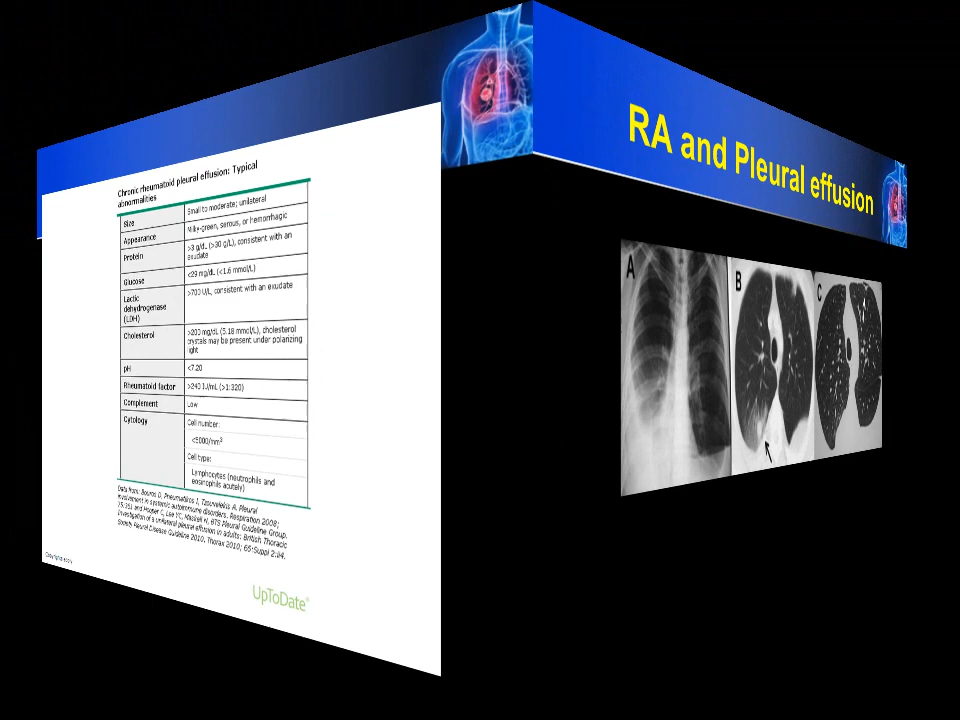 Chronic rheumatoid pleural effusion: Typical
abnormalities
Size
Small to moderate; unilateral
Appearance
Milky-green, serous, or hemorrhagic
Protein
>3 g/dL (>30 g/L), consistent with an
exudate
Glucose
<29 mg/dL (<1.6 mmol/L)
Lactic
dehydrogenase
(LDH)
>700 U/L, consistent with an exudate
Cholesterol
>200 mg/dL (5.18 mmol/L), cholesterol
crystals may be present under polarizing
light
pH
<7.20
Rheumatoid factor
>240 IU/mL (>1:320)
Complement
Low
Cytology
Cell number:
<5000/mm³
Cell type:
Lymphocytes (neutrophils and
eosinophils acutely)
Data from: Bouros D, Pneumatikos I, Tzouvelekis A. Pleural
involvement in systemic autoimmune disorders. Respiration 2008;
75:361 and Hooper C, Lee YC, Maskell N, BTS Pleural Guideline Group.
Investigation of a unilateral pleural effusion in adults: British Thoracic
Society Pleural Disease Guideline 2010. Thorax 2010; 65:Suppl 2:ii4.
UpToDate®
RA and Pleural effusion
A
B
C